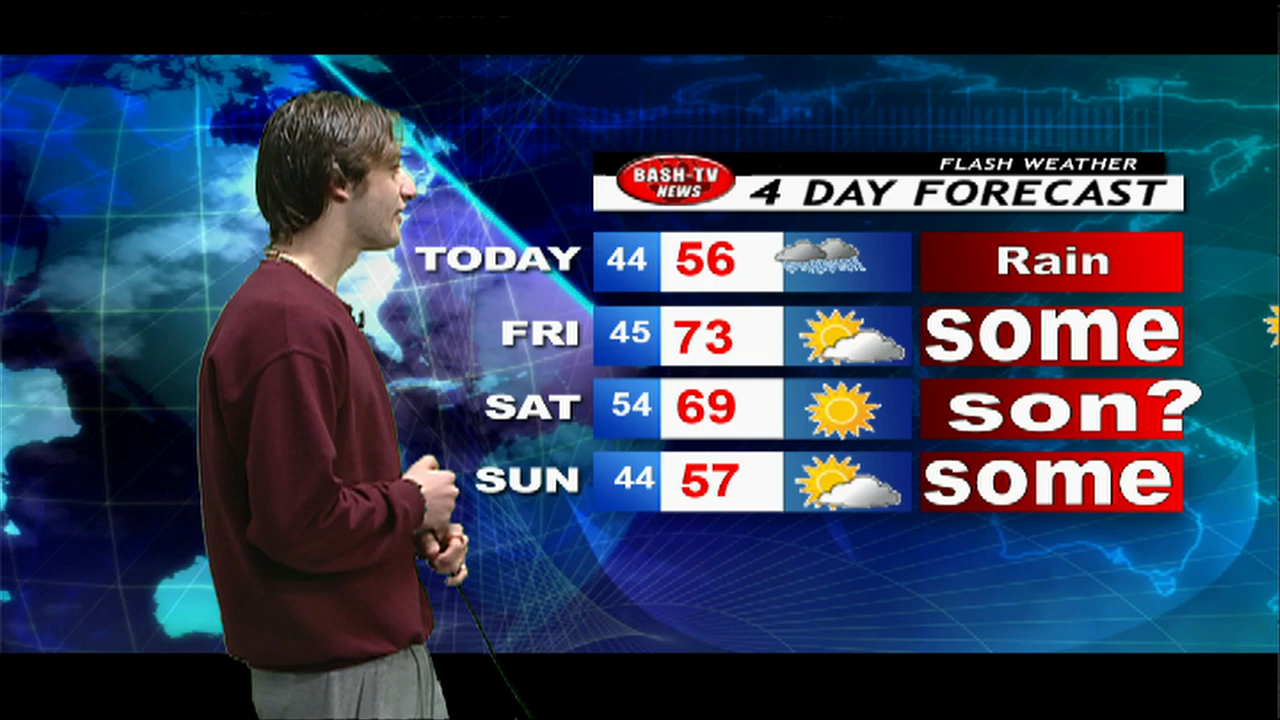 FLASH WEATHER
BASH-TV
NEWS
4 DAY FORECAST
TODAY 44 56 Rain
FRI 45 73 some
SAT 54 69 son?
SUN 44 57 some